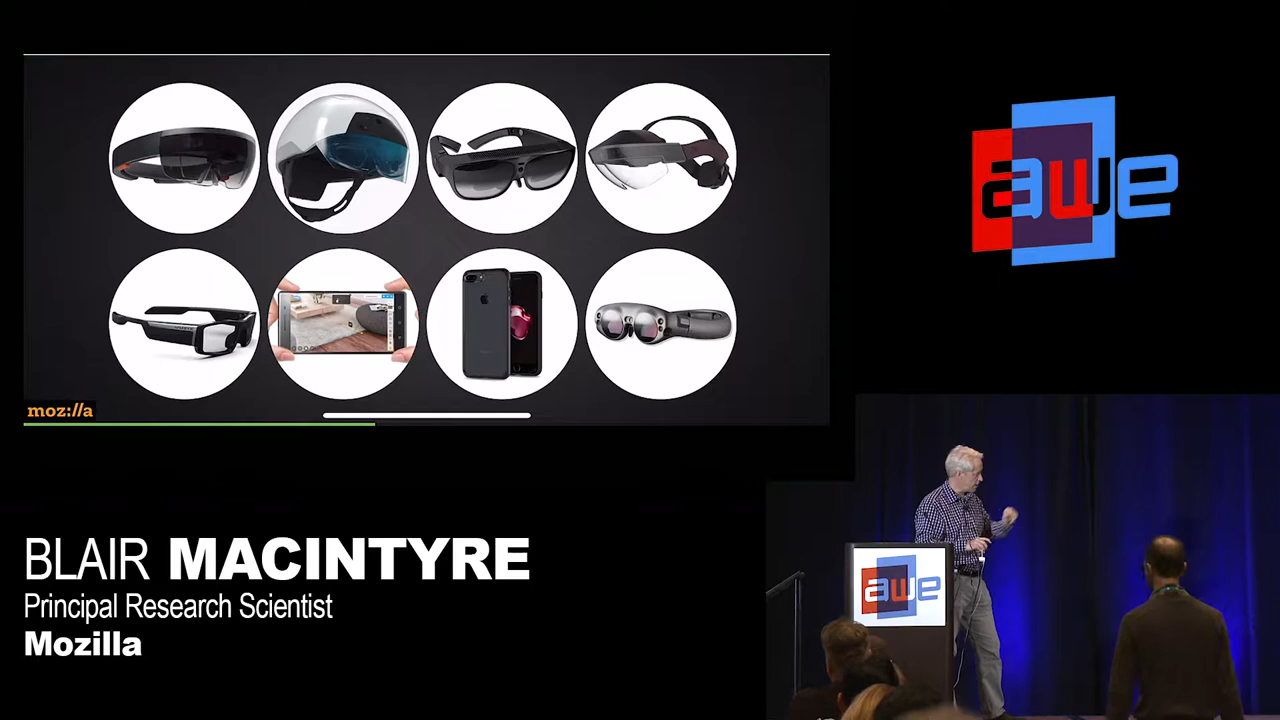 moz://a
awe
BLAIR MACINTYRE
Principal Research Scientist
Mozilla
awe